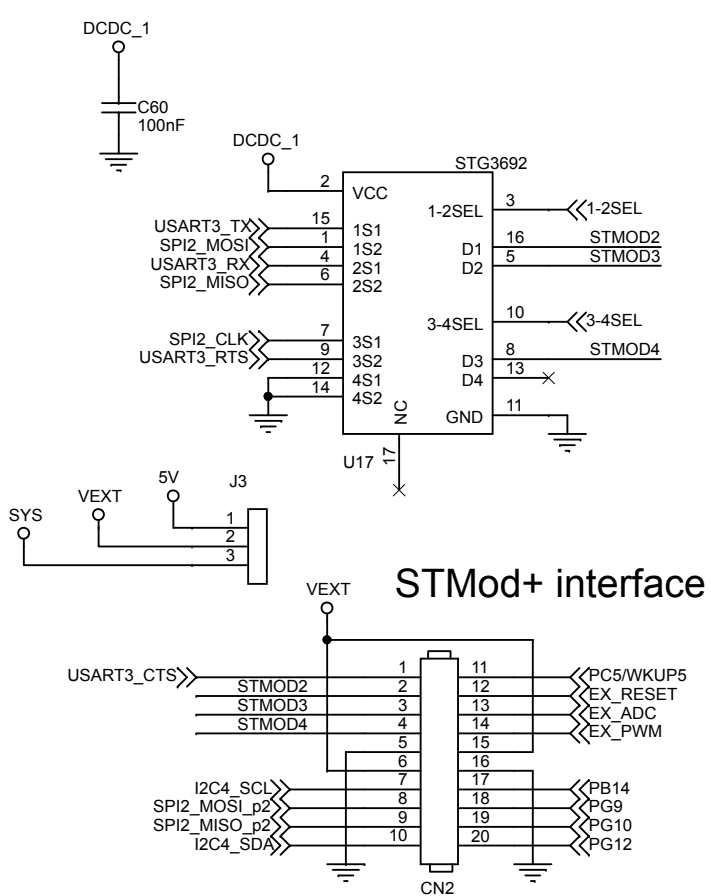 DCDC_1
C60
100nF
DCDC_1
STG3692
2 VCC
1-2SEL 3 1-2SEL
USART3_TX 15 1S1
SPI2_MOSI 1 1S2
D1 16 STMOD2
USART3_RX 4 2S1
D2 5 STMOD3
SPI2_MISO 6 2S2
3-4SEL 10 3-4SEL
SPI2_CLK 7 3S1
USART3_RTS 9 3S2
D3 8 STMOD4
12 4S1
D4 13
14 4S2
NC
GND 11
U17
17
5V
J3
VEXT
SYS
1
2
3
STMod+ interface
VEXT
USART3_CTS 1 11 PC5/WKUP5
STMOD2 2 12 EX_RESET
STMOD3 3 13 EX_ADC
STMOD4 4 14 EX_PWM
5 15
6 16
I2C4_SCL 7 17 PB14
SPI2_MOSI_p2 8 18 PG9
SPI2_MISO_p2 9 19 PG10
I2C4_SDA 10 20 PG12
CN2